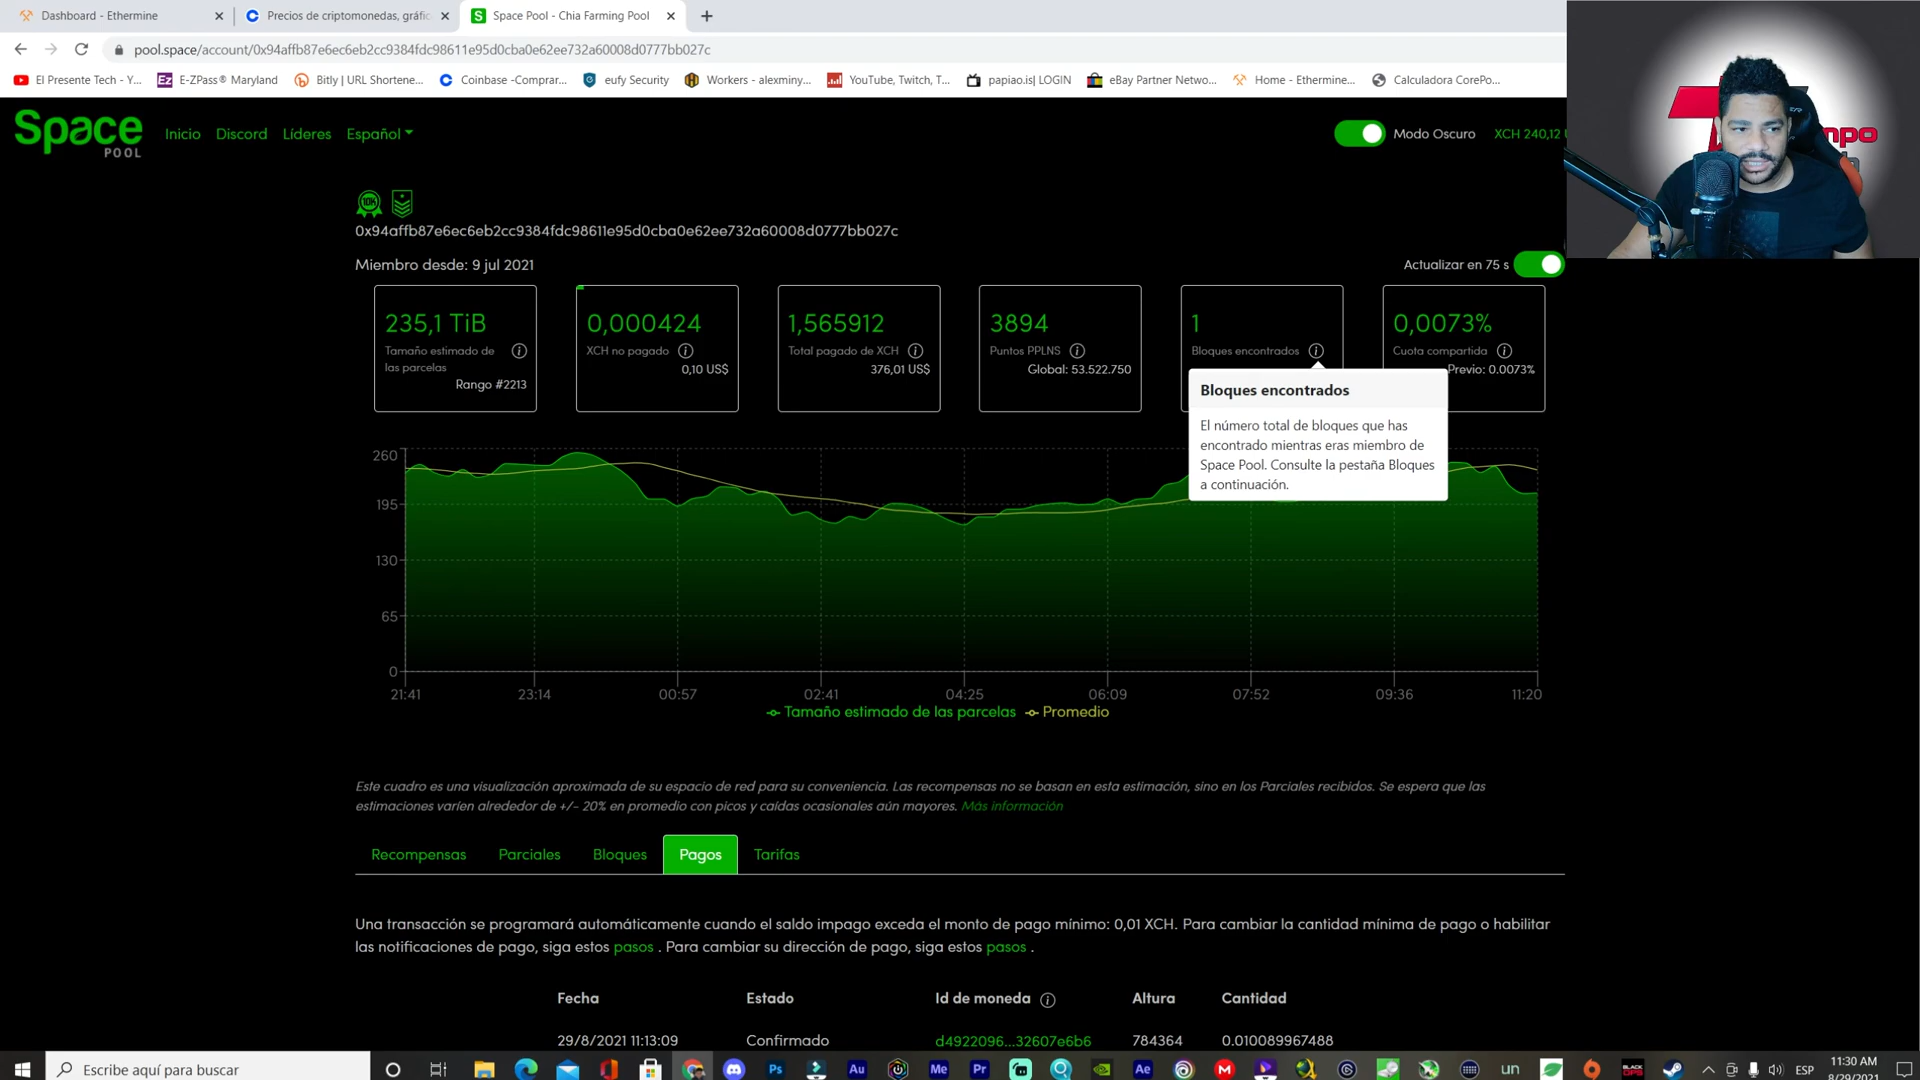 Dashboard - Ethermine
Precios de criptomonedas, gráfic
Space Pool - Chia Farming Pool
pool.space/account/0x94affb87e6ec6eb2cc9384fdc98611e95d0cba0e62ee732a60008d0777bb027c
El Presente Tech - Y...
E-ZPass® Maryland
Bitly | URL Shortene...
Coinbase -Comprar...
eufy Security
Workers - alexminy...
YouTube, Twitch, T...
papiao.is| LOGIN
eBay Partner Netwo...
Home - Ethermine...
Calculadora CorePo...
Space
POOL
Inicio
Discord
Líderes
Español
Modo Oscuro
XCH 240,12
0x94affb87e6ec6eb2cc9384fdc98611e95d0cba0e62ee732a60008d0777bb027c
Miembro desde: 9 jul 2021
Actualizar en 75 s
235,1 TiB
Tamaño estimado de
las parcelas
Rango #2213
0,000424
XCH no pagado
0,10 US$
1,565912
Total pagado de XCH
376,01 US$
3894
Puntos PPLNS
Global: 53.522.750
1
Bloques encontrados
0,0073%
Cuota compartida
Previo: 0.0073%
Bloques encontrados
El número total de bloques que has
encontrado mientras eras miembro de
Space Pool. Consulte la pestaña Bloques
a continuación.
260
195
130
65
0
21:41
23:14
00:57
02:41
04:25
06:09
07:52
09:36
11:20
Tamaño estimado de las parcelas
Promedio
Este cuadro es una visualización aproximada de su espacio de red para su conveniencia. Las recompensas no se basan en esta estimación, sino en los Parciales recibidos. Se espera que las
estimaciones varíen alrededor de +/- 20% en promedio con picos y caídas ocasionales aún mayores. Más información
Recompensas
Parciales
Bloques
Pagos
Tarifas
Una transacción se programará automáticamente cuando el saldo impago exceda el monto de pago mínimo: 0,01 XCH. Para cambiar la cantidad mínima de pago o habilitar
las notificaciones de pago, siga estos pasos . Para cambiar su dirección de pago, siga estos pasos .
Fecha
Estado
Id de moneda
Altura
Cantidad
29/8/2021 11:13:09
Confirmado
d4922096...32607e6b6
784364
0.010089967488
Escribe aquí para buscar
ESP
11:30 AM
8/29/2021